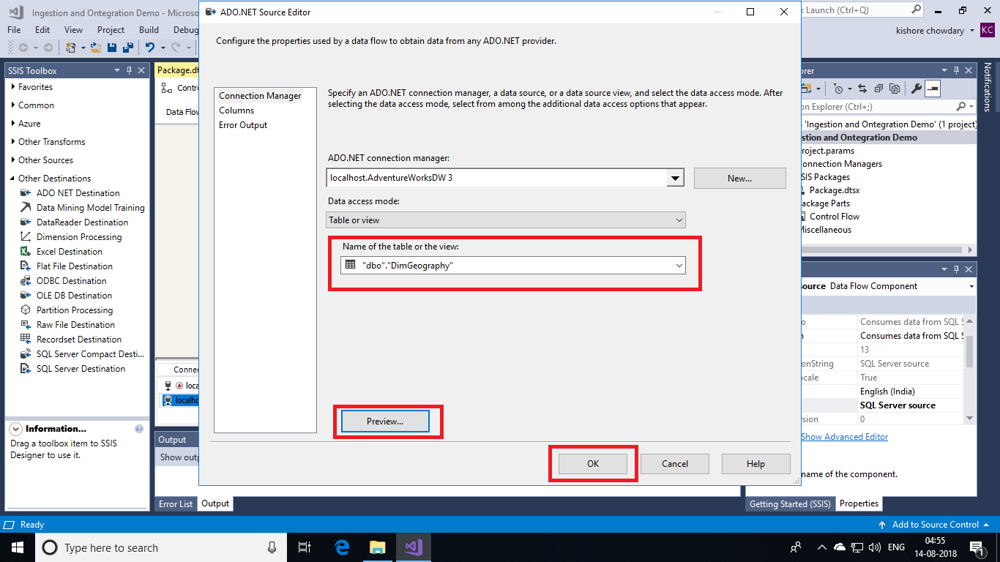 Ingestion and Ontegration Demo - Microso
ADO.NET Source Editor
k Launch (Ctrl+Q)
File Edit View Project Build Debug
kishore chowdary KC
Configure the properties used by a data flow to obtain data from any ADO.NET provider.
SSIS Toolbox
Favorites
Common
Azure
Other Transforms
Other Sources
Other Destinations
ADO NET Destination
Data Mining Model Training
DataReader Destination
Dimension Processing
Excel Destination
Flat File Destination
ODBC Destination
OLE DB Destination
Partition Processing
Raw File Destination
Recordset Destination
SQL Server Compact Desti...
SQL Server Destination
Information...
Drag a toolbox item to SSIS
Designer to use it.
Package.dt
Contr
Data Flow
Connec
loca
localho
Output
Show outp
Error List Output
Connection Manager
Columns
Error Output
Specify an ADO.NET connection manager, a data source, or a data source view, and select the data access mode. After
selecting the data access mode, select from among the additional data access options that appear.
ADO.NET connection manager:
localhost.AdventureWorksDW 3
New...
Data access mode:
Table or view
Name of the table or the view:
"dbo"."DimGeography"
Preview...
OK Cancel Help
orer
on Explorer (Ctrl+;)
'Ingestion and Ontegration Demo' (1 project)
stion and Ontegration Demo
roject.params
onnection Managers
SIS Packages
Package.dtsx
ackage Parts
Control Flow
iscellaneous
Notifications
ource Data Flow Component
o Consumes data from SQL S
n Consumes data from SQL S
13
onString SQL Server source
ocale True
English (India)
SQL Server source
rsion 0
Show Advanced Editor
name of the component.
Getting Started (SSIS) Properties
Ready
Add to Source Control
Type here to search
ENG
04:55
14-08-2018
1